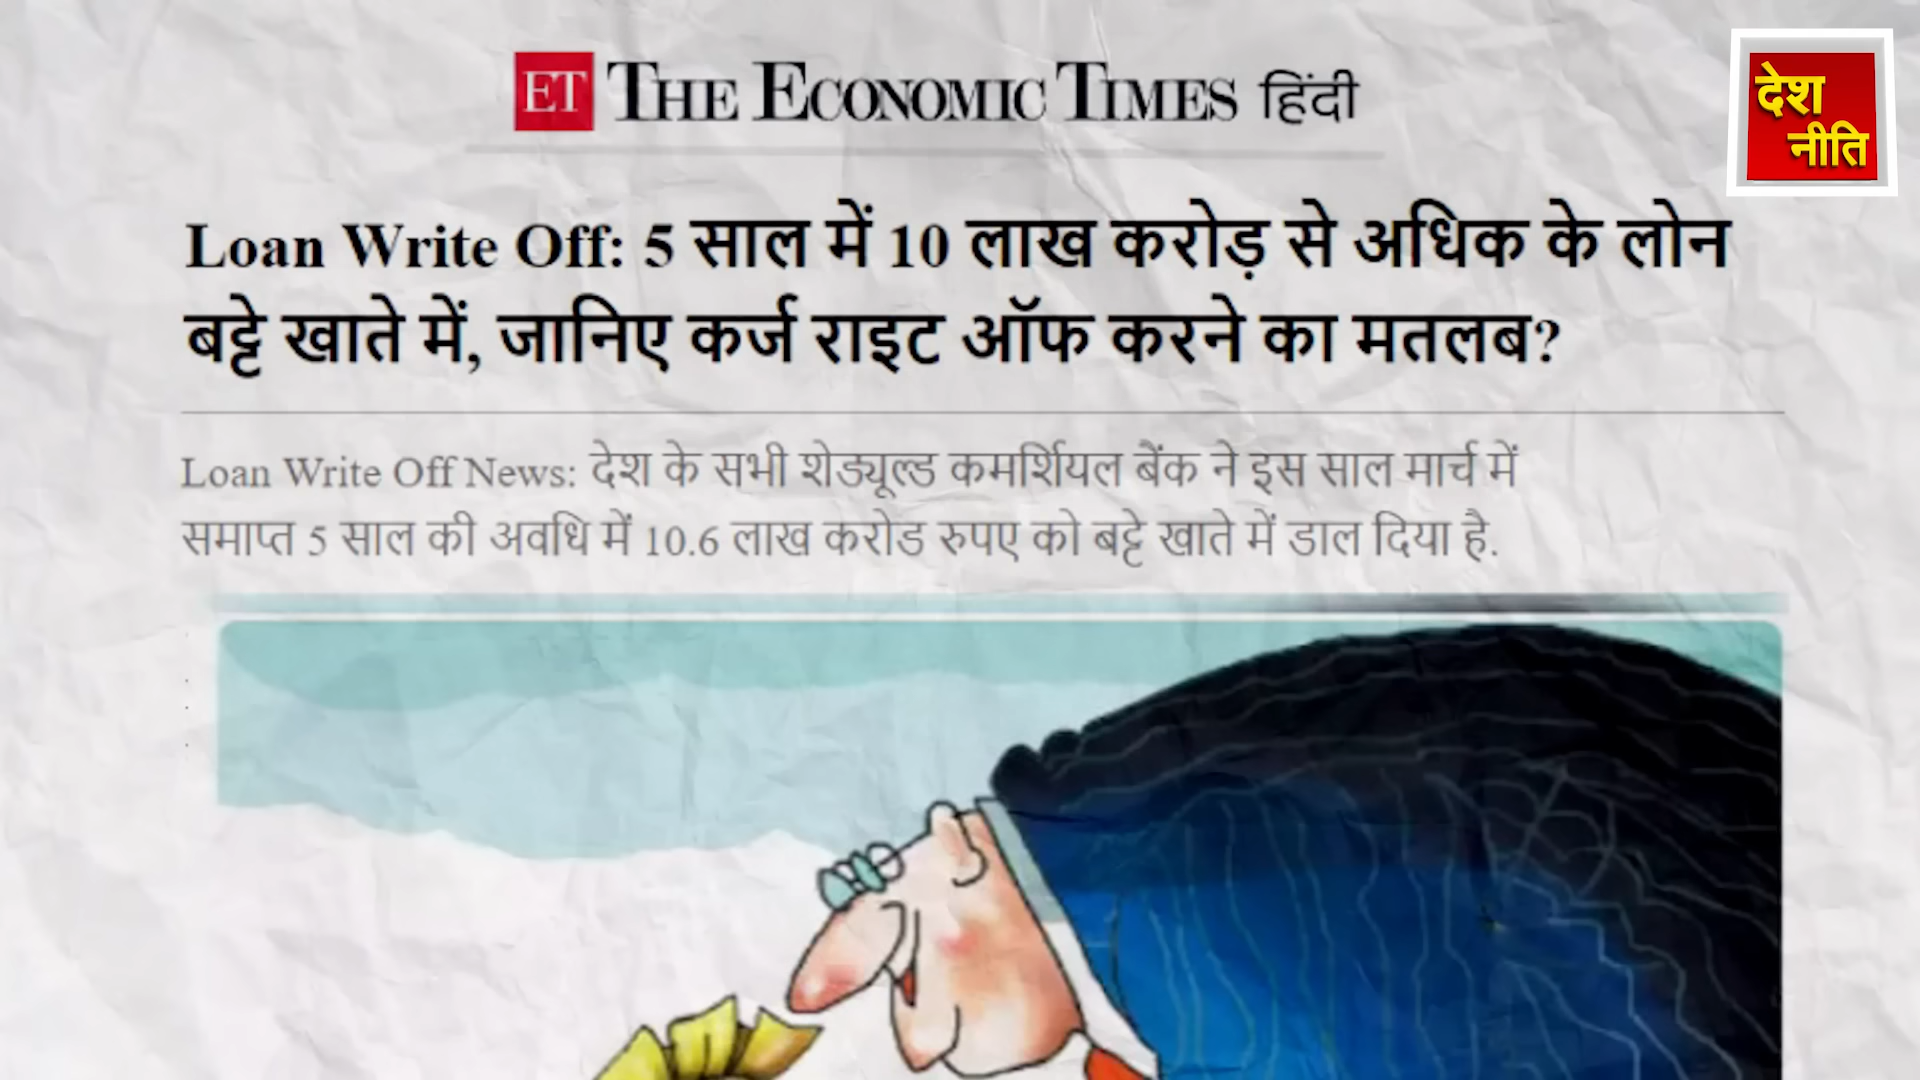 ET THE ECONOMIC TIMES हिंदी
देश
नीति
Loan Write Off: 5 साल में 10 लाख करोड़ से अधिक के लोन
बट्टे खाते में, जानिए कर्ज राइट ऑफ करने का मतलब?
Loan Write Off News: देश के सभी शेड्यूल्ड कमर्शियल बैंक ने इस साल मार्च में
समाप्त 5 साल की अवधि में 10.6 लाख करोड रुपए को बट्टे खाते में डाल दिया है.